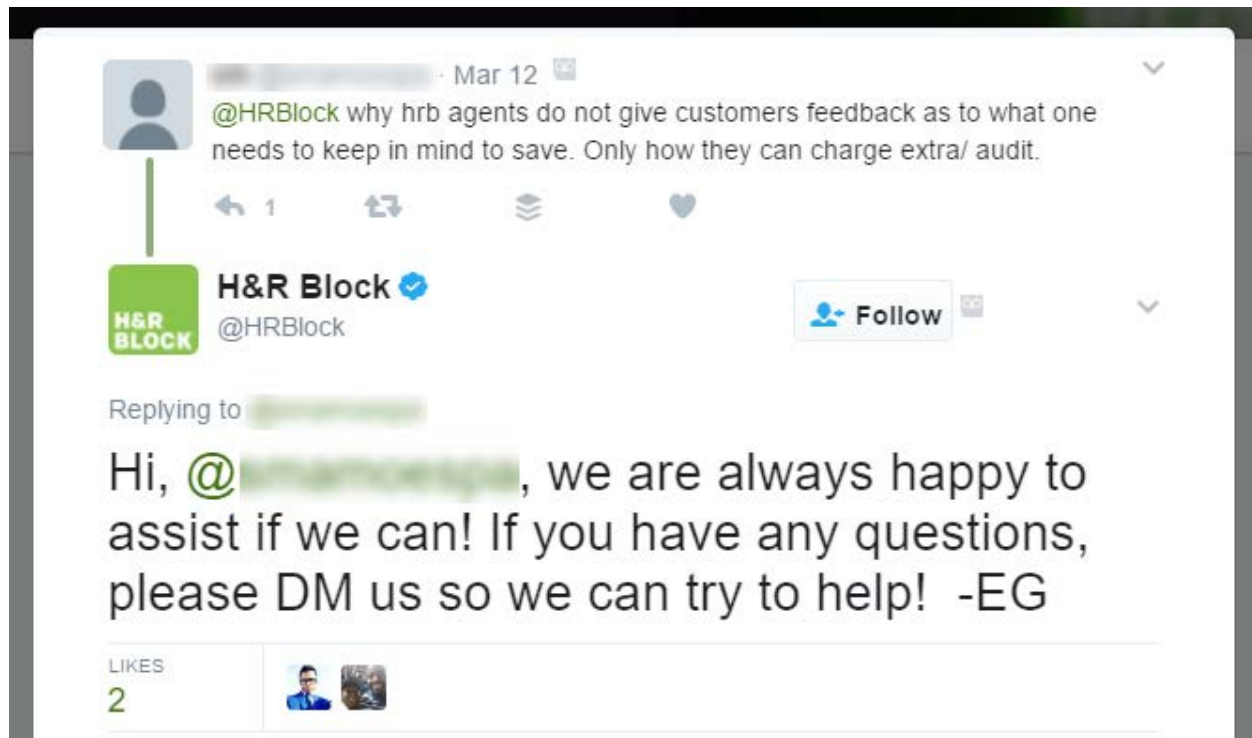 · Mar 12
@HRBlock why hrb agents do not give customers feedback as to what one
needs to keep in mind to save. Only how they can charge extra/ audit.
1
H&R Block
@HRBlock
H&R
BLOCK
Follow
Replying to
Hi, @ , we are always happy to
assist if we can! If you have any questions,
please DM us so we can try to help! -EG
LIKES
2